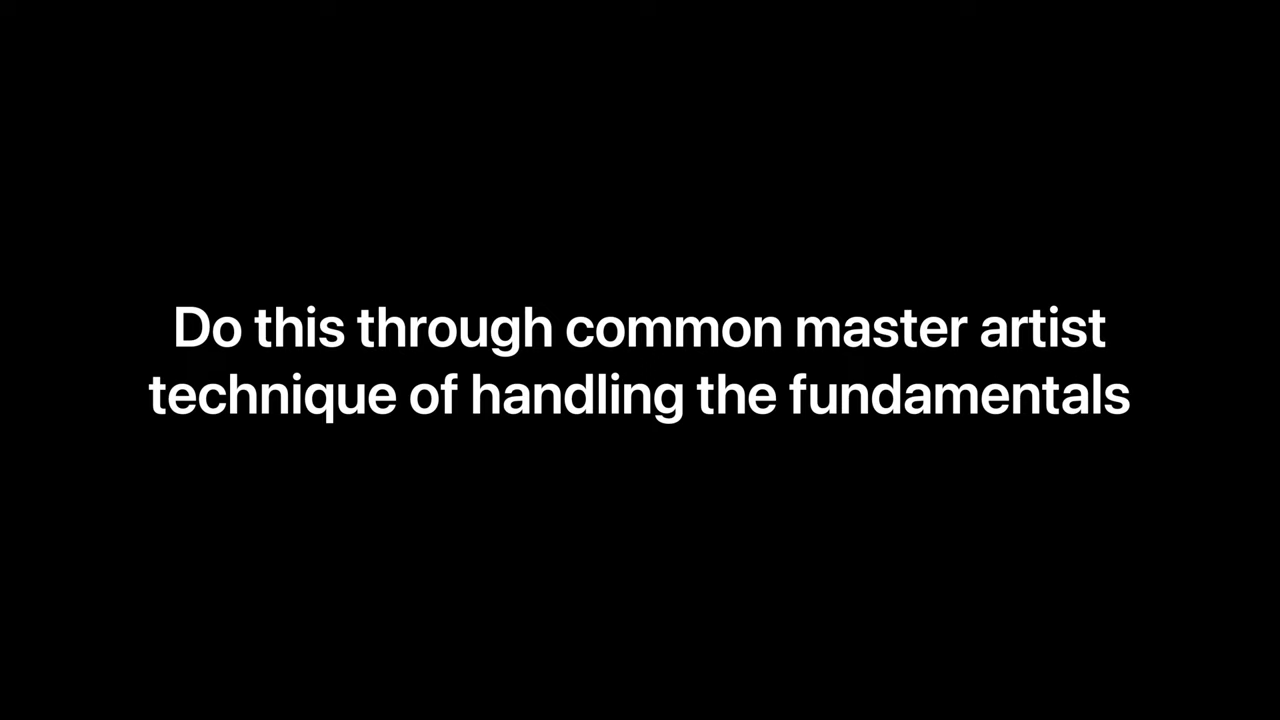 Do this through common master artist
technique of handling the fundamentals